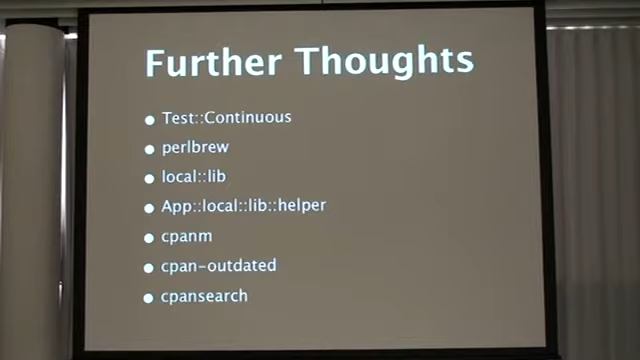 Further Thoughts
• Test::Continuous
• perlbrew
• local::lib
• App::local::lib::helper
• cpanm
• cpan-outdated
• cpansearch